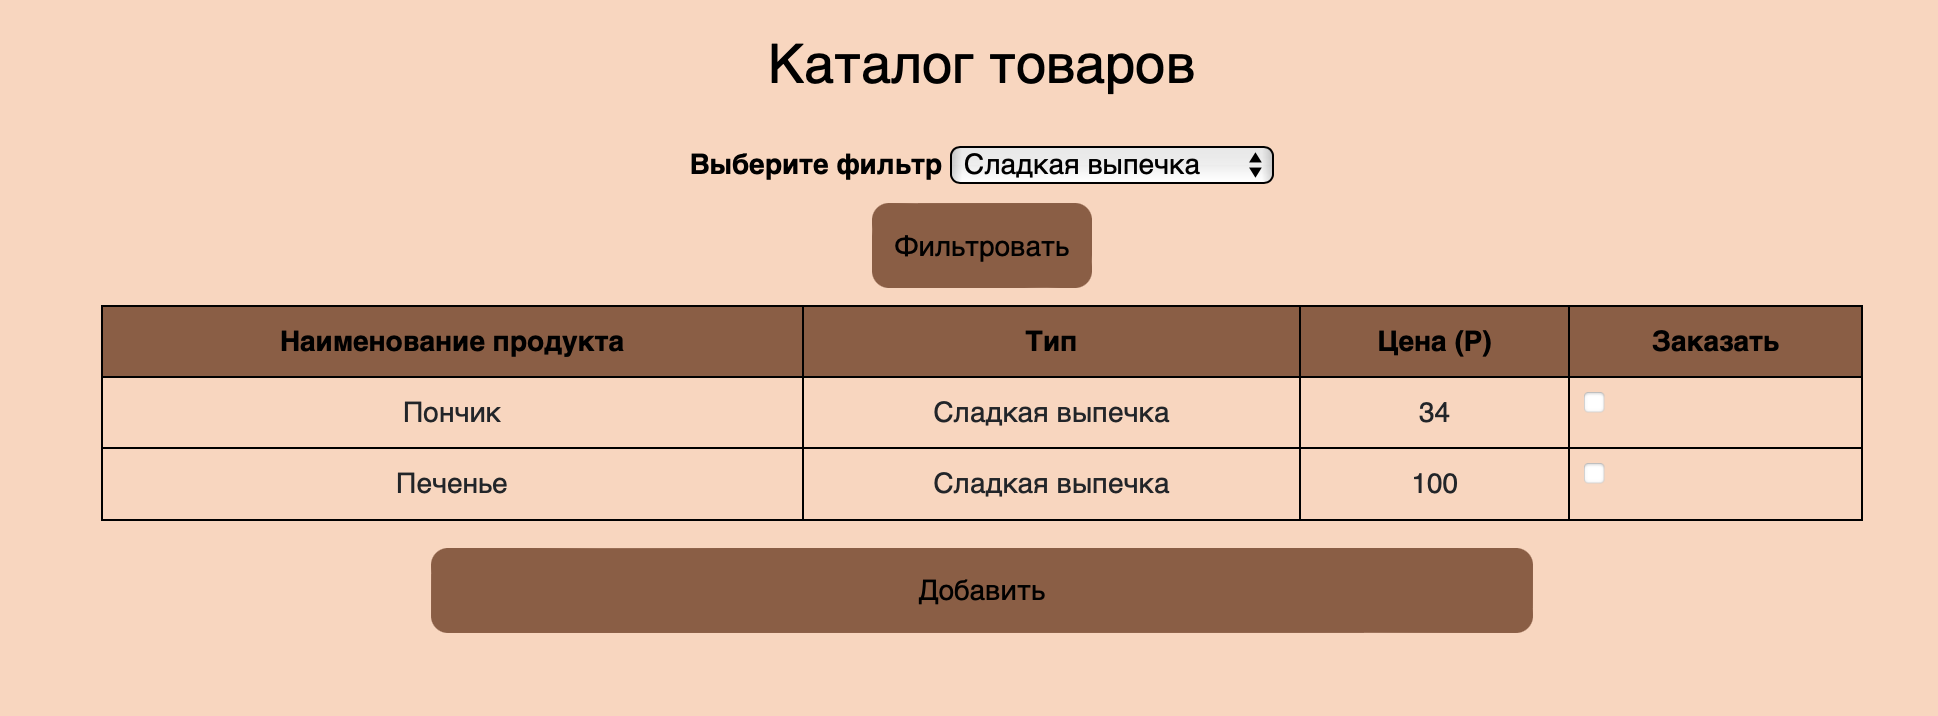 Каталог товаров
Выберите фильтр Сладкая выпечка
Фильтровать
Наименование продукта Тип Цена (Р) Заказать
Пончик Сладкая выпечка 34
Печенье Сладкая выпечка 100
Добавить